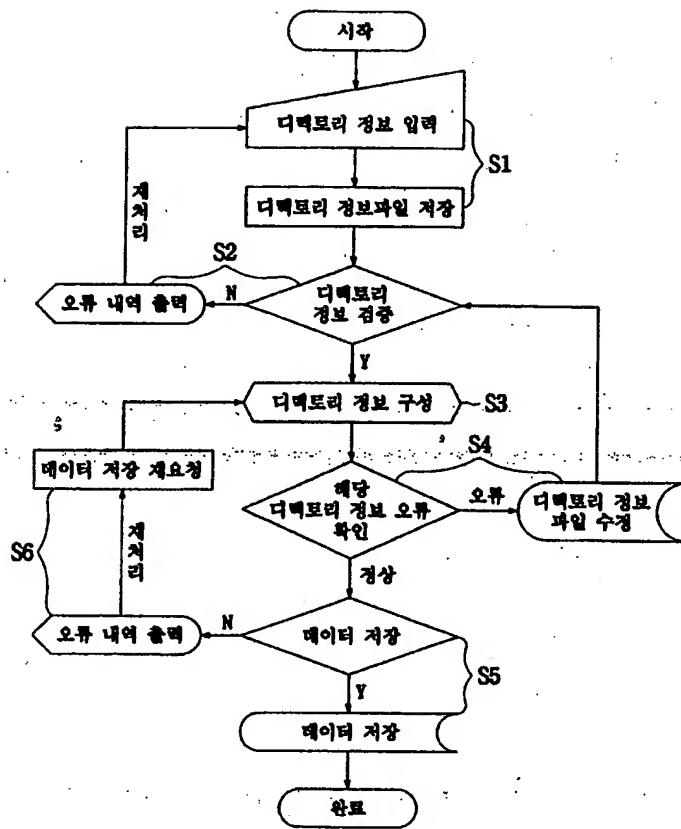 시작
디렉토리 정보 입력
S1
재처리
디렉토리 정보파일 저장
S2
오류 내역 출력
N
디렉토리
정보 검증
Y
디렉토리 정보 구성
S3
데이터 저장 재요청
S4
해당
디렉토리 정보 오류
확인
오류
디렉토리 정보
파일 수정
S6
재처리
정상
오류 내역 출력
N
데이터 저장
S5
Y
데이터 저장
완료